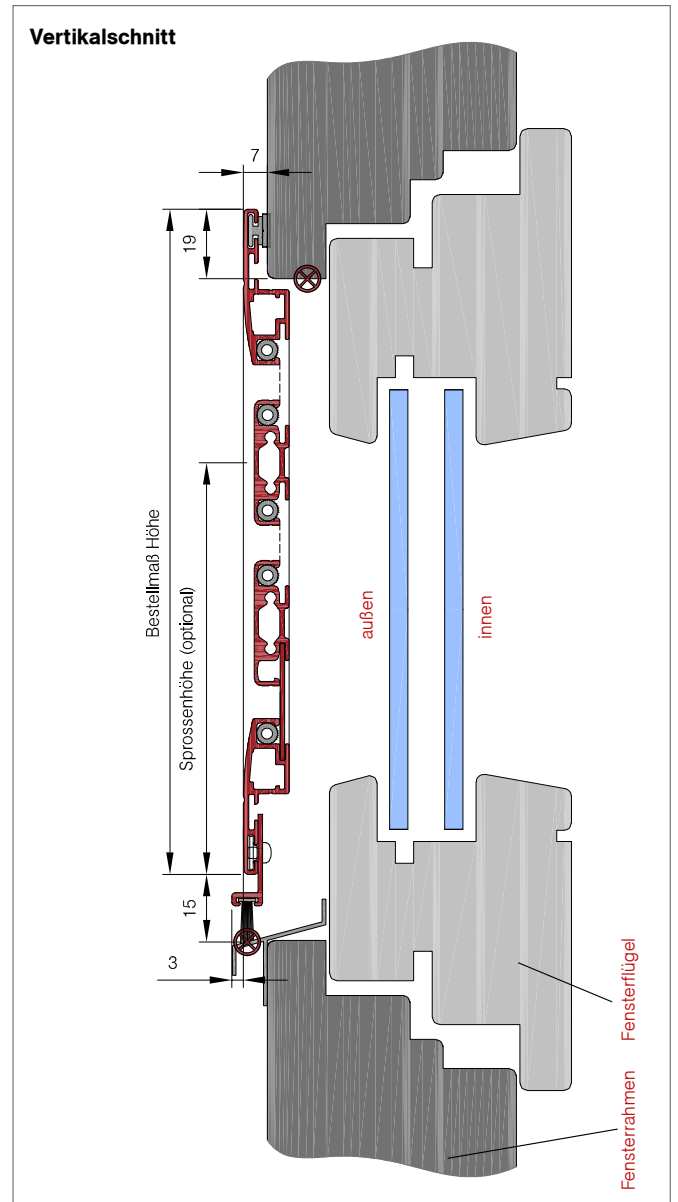 Vertikalschnitt
7
19
Bestellmaß Höhe
Sprossenhöhe (optional)
außen
innen
15
3
Fensterflügel
Fensterrahmen